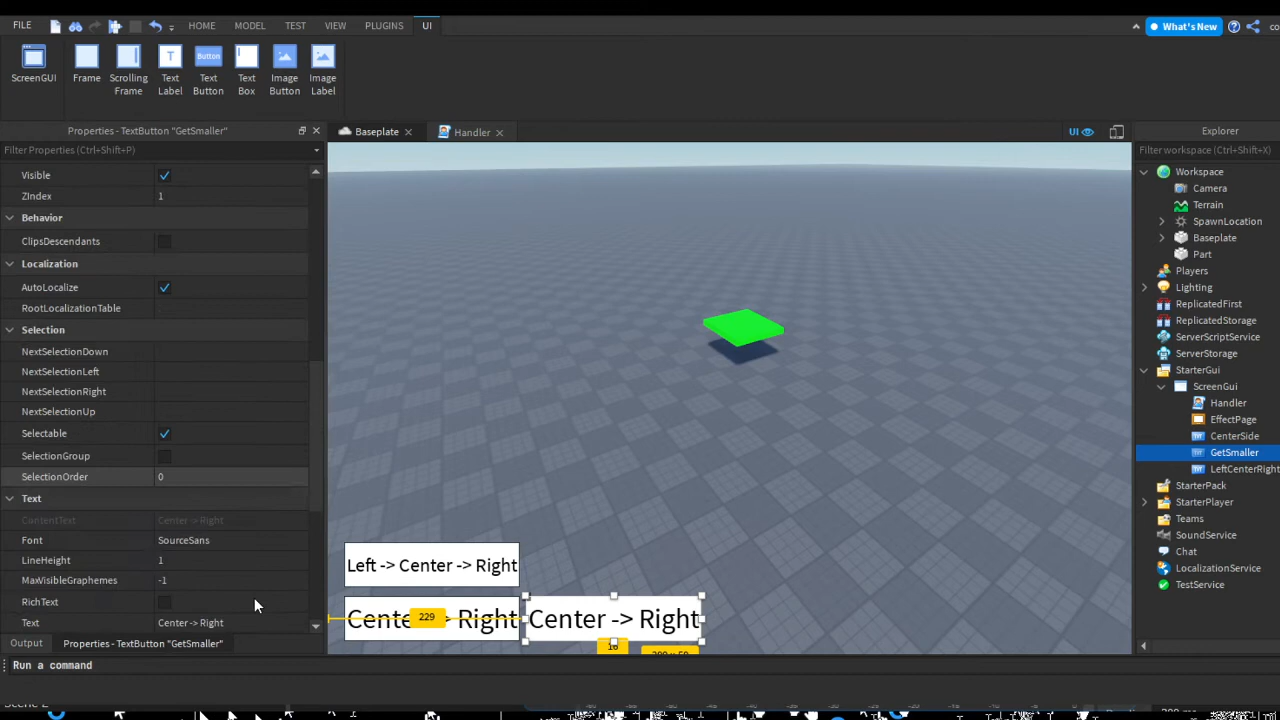 FILE HOME MODEL TEST VIEW PLUGINS UI What's New co
ScreenGUI Frame Scrolling Frame Text Label Text Button Button Text Box Image Button Image Label
Properties - TextButton "GetSmaller"
Filter Properties (Ctrl+Shift+P)
Visible
ZIndex 1
Behavior
ClipsDescendants
Localization
AutoLocalize
RootLocalizationTable
Selection
NextSelectionDown
NextSelectionLeft
NextSelectionRight
NextSelectionUp
Selectable
SelectionGroup
SelectionOrder 0
Text
ContentText Center -> Right
Font SourceSans
LineHeight 1
MaxVisibleGraphemes -1
RichText
Text Center -> Right
Output Properties - TextButton "GetSmaller"
Run a command
Baseplate Handler UI
Left -> Center -> Right
229 Right
Center -> Right
16
Explorer
Filter workspace (Ctrl+Shift+X)
Workspace
Camera
Terrain
SpawnLocation
Baseplate
Part
Players
Lighting
ReplicatedFirst
ReplicatedStorage
ServerScriptService
ServerStorage
StarterGui
ScreenGui
Handler
EffectPage
CenterSide
GetSmaller
LeftCenterRight
StarterPack
StarterPlayer
Teams
SoundService
Chat
LocalizationService
TestService